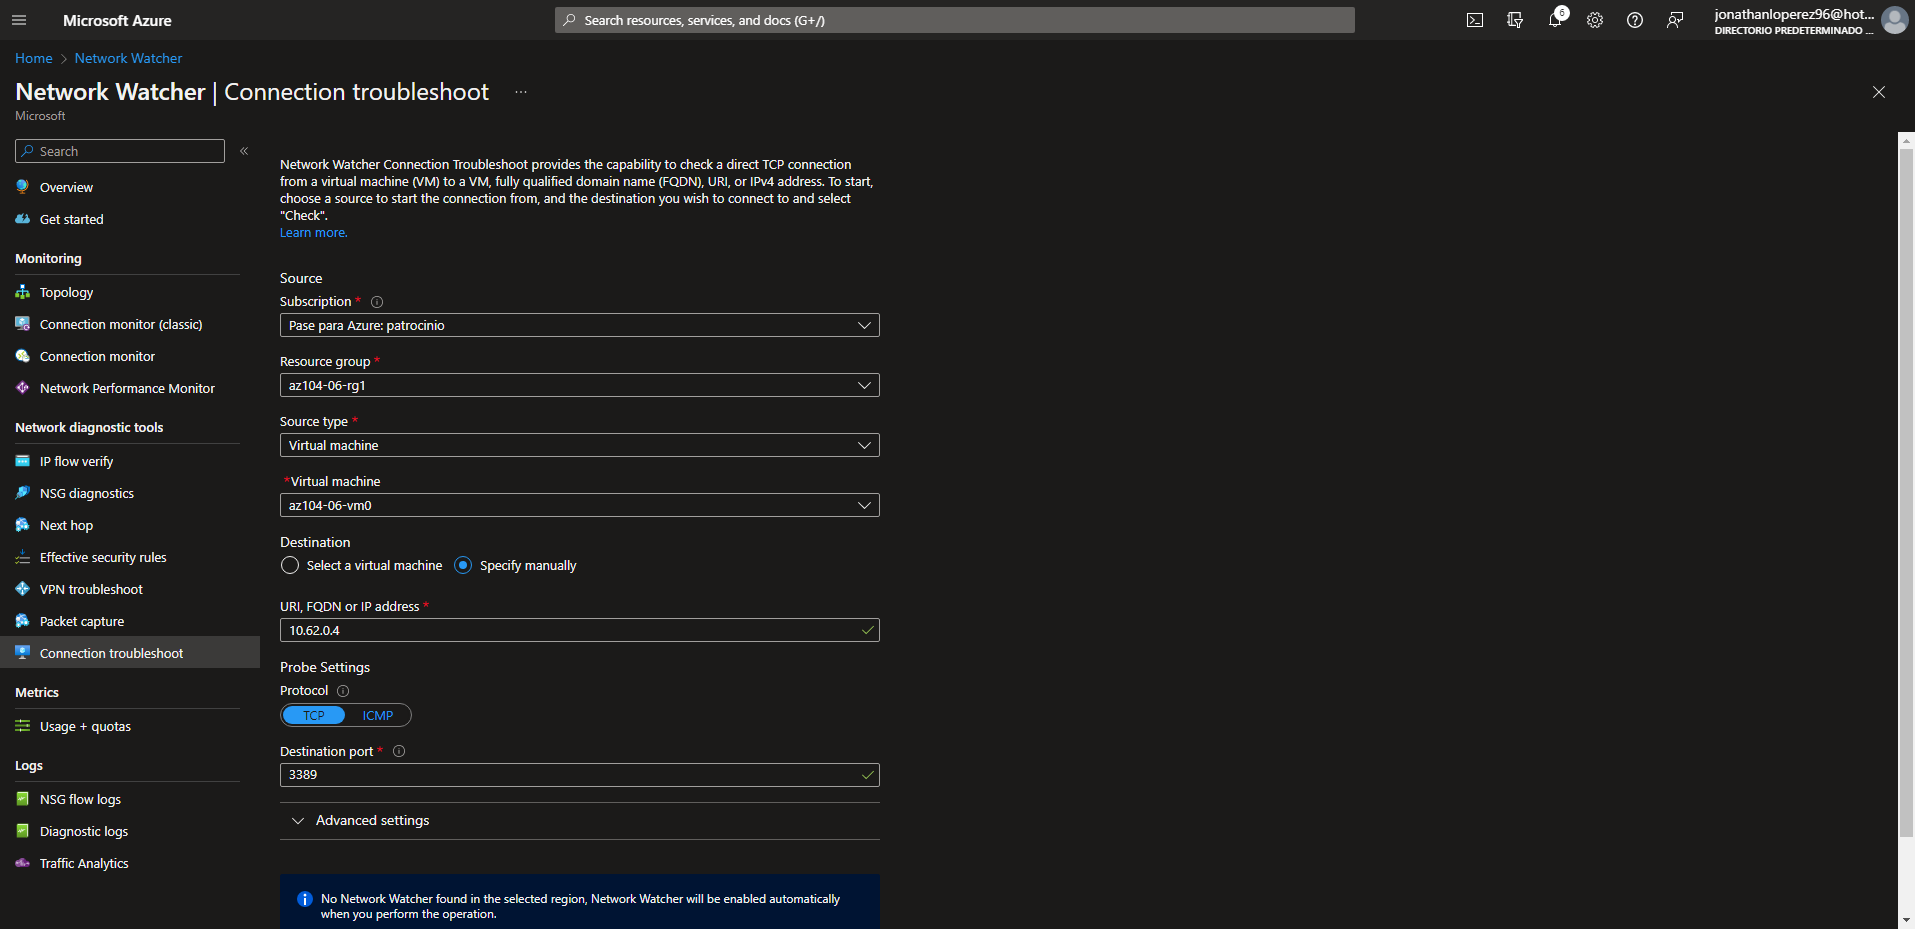 Microsoft Azure
Search resources, services, and docs (G+/)
6
jonathanloperez96@hot...
DIRECTORIO PREDETERMINADO ...
Home > Network Watcher
Network Watcher | Connection troubleshoot ...
Microsoft
Search
«
Overview
Get started
Monitoring
Topology
Connection monitor (classic)
Connection monitor
Network Performance Monitor
Network diagnostic tools
IP flow verify
NSG diagnostics
Next hop
Effective security rules
VPN troubleshoot
Packet capture
Connection troubleshoot
Metrics
Usage + quotas
Logs
NSG flow logs
Diagnostic logs
Traffic Analytics
Network Watcher Connection Troubleshoot provides the capability to check a direct TCP connection
from a virtual machine (VM) to a VM, fully qualified domain name (FQDN), URI, or IPv4 address. To start,
choose a source to start the connection from, and the destination you wish to connect to and select
"Check".
Learn more.
Source
Subscription *
Pase para Azure: patrocinio
Resource group *
az104-06-rg1
Source type *
Virtual machine
*Virtual machine
az104-06-vm0
Destination
Select a virtual machine Specify manually
URI, FQDN or IP address *
10.62.0.4
Probe Settings
Protocol
TCP ICMP
Destination port *
3389
Advanced settings
No Network Watcher found in the selected region, Network Watcher will be enabled automatically
when you perform the operation.